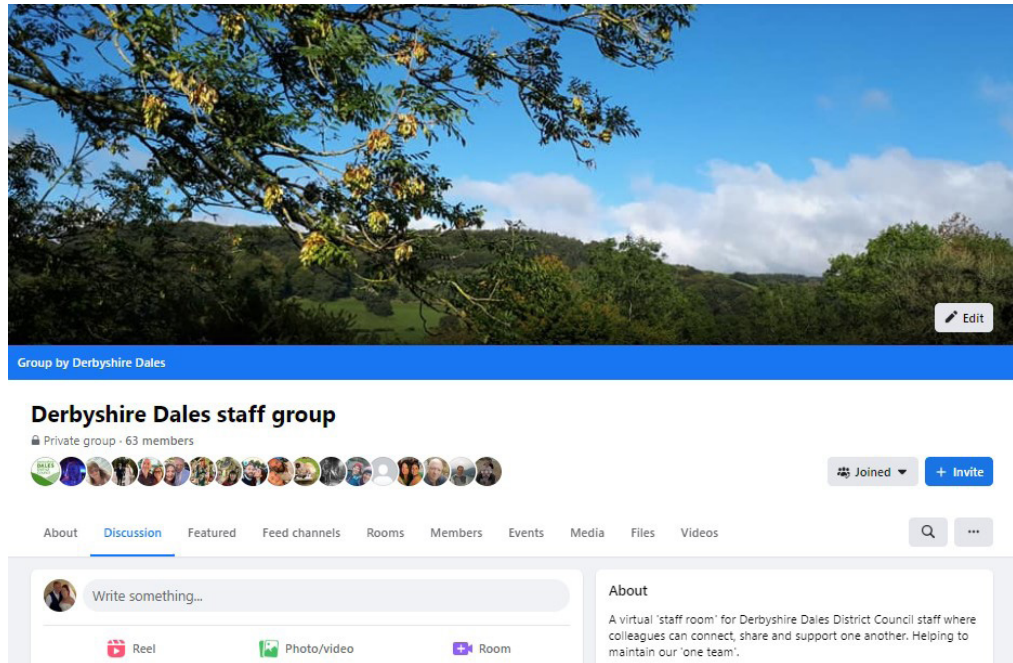 Edit
Group by Derbyshire Dales
Derbyshire Dales staff group
Private group · 63 members
DALES
Joined
+ Invite
About Discussion Featured Feed channels Rooms Members Events Media Files Videos
Write something...
Reel Photo/video Room
About
A virtual 'staff room' for Derbyshire Dales District Council staff where
colleagues can connect, share and support one another. Helping to
maintain our 'one team'.